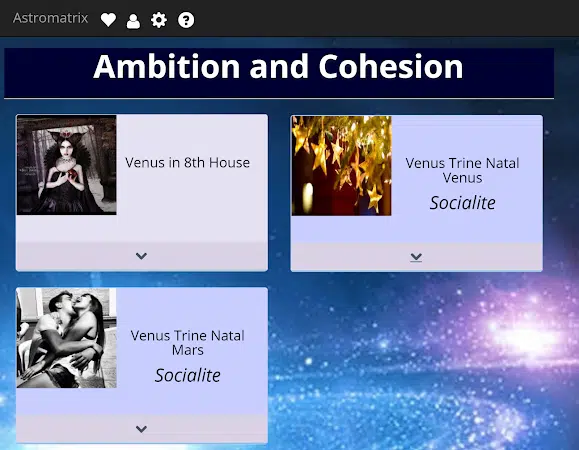 Astromatrix
Ambition and Cohesion
Venus in 8th House
Venus Trine Natal
Venus
Socialite
Venus Trine Natal
Mars
Socialite